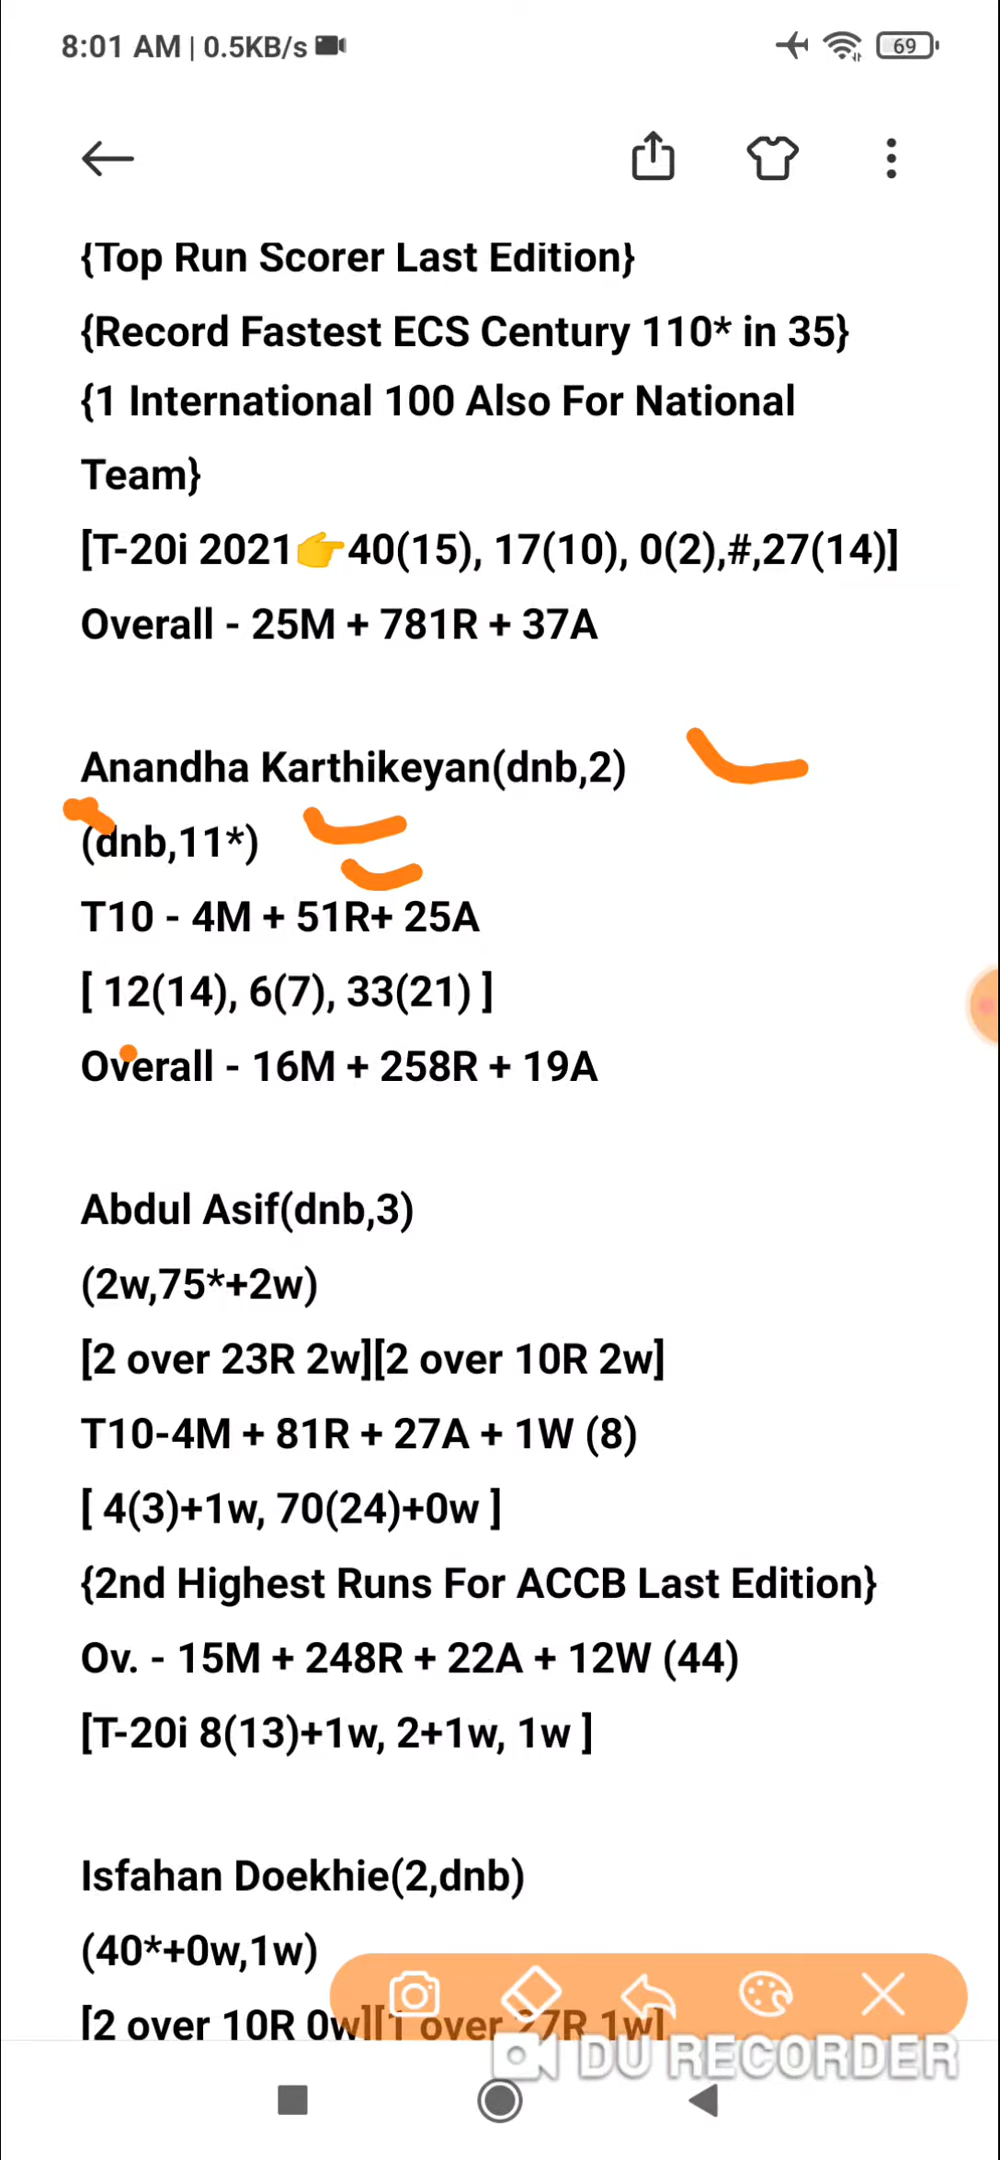 8:01 AM | 0.5KB/s
69
{Top Run Scorer Last Edition}
{Record Fastest ECS Century 110* in 35}
{1 International 100 Also For National
Team}
[T-20i 2021👉40(15), 17(10), 0(2),#,27(14)]
Overall - 25M + 781R + 37A
Anandha Karthikeyan(dnb,2)
(dnb,11*)
T10 - 4M + 51R+ 25A
[ 12(14), 6(7), 33(21) ]
Overall - 16M + 258R + 19A
Abdul Asif(dnb,3)
(2w,75*+2w)
[2 over 23R 2w][2 over 10R 2w]
T10-4M + 81R + 27A + 1W (8)
[ 4(3)+1w, 70(24)+0w ]
{2nd Highest Runs For ACCB Last Edition}
Ov. - 15M + 248R + 22A + 12W (44)
[T-20i 8(13)+1w, 2+1w, 1w ]
Isfahan Doekhie(2,dnb)
(40*+0w,1w)
[2 over 10R 0w][1 over 27R 1w]
DU RECORDER